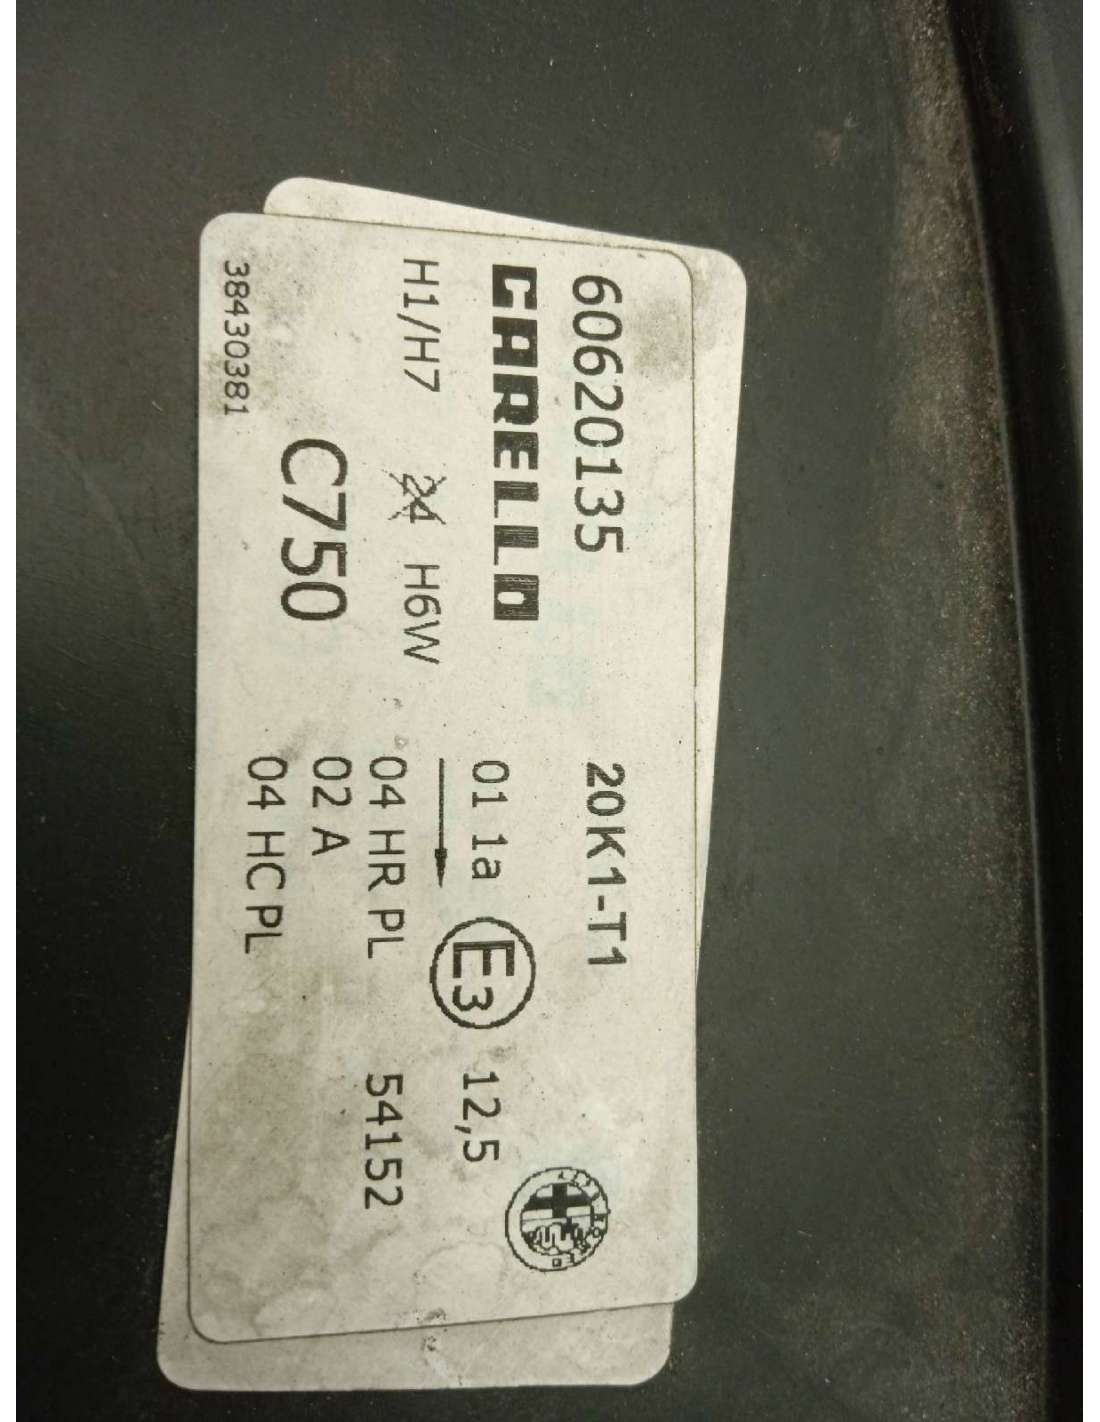 60620135
20K1-T1
CARELLO
01 1a E3 12,5
H1/H7 24 H6W
04 HR PL 54152
02 A
C750
04 HC PL
38430381